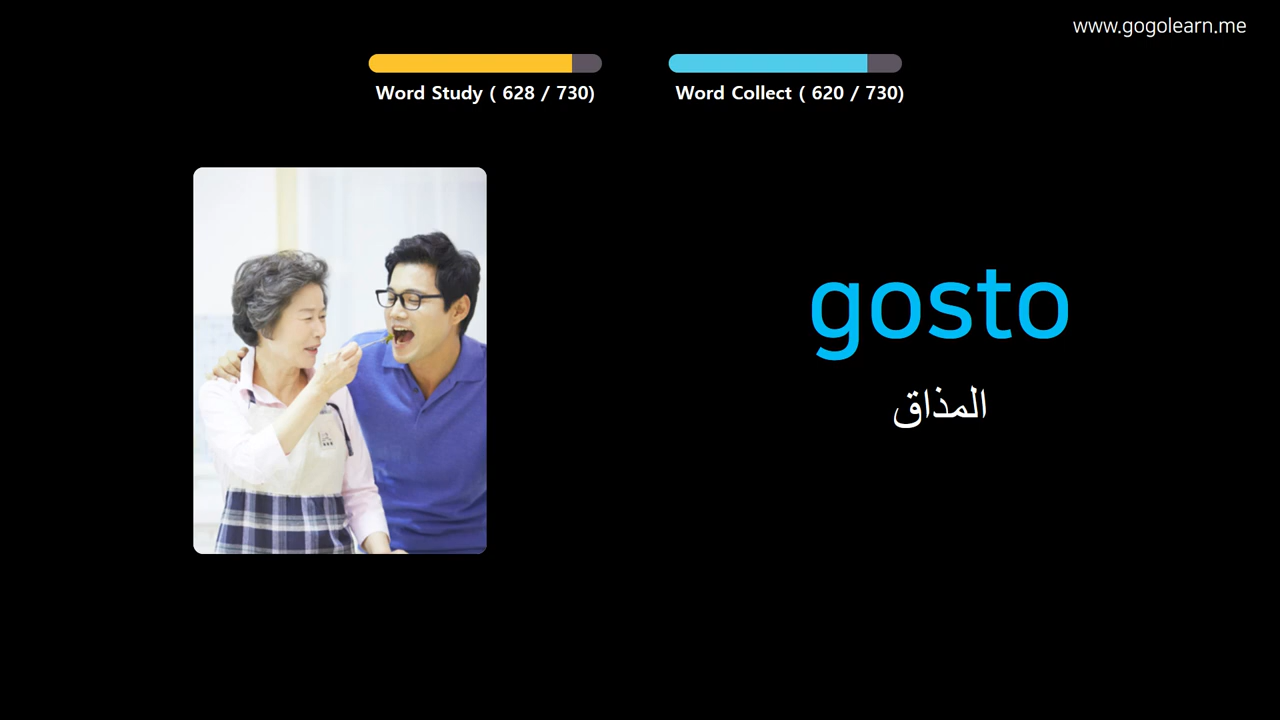 www.gogolearn.me
Word Study ( 628 / 730)
Word Collect ( 620 / 730)
gosto
المذاق